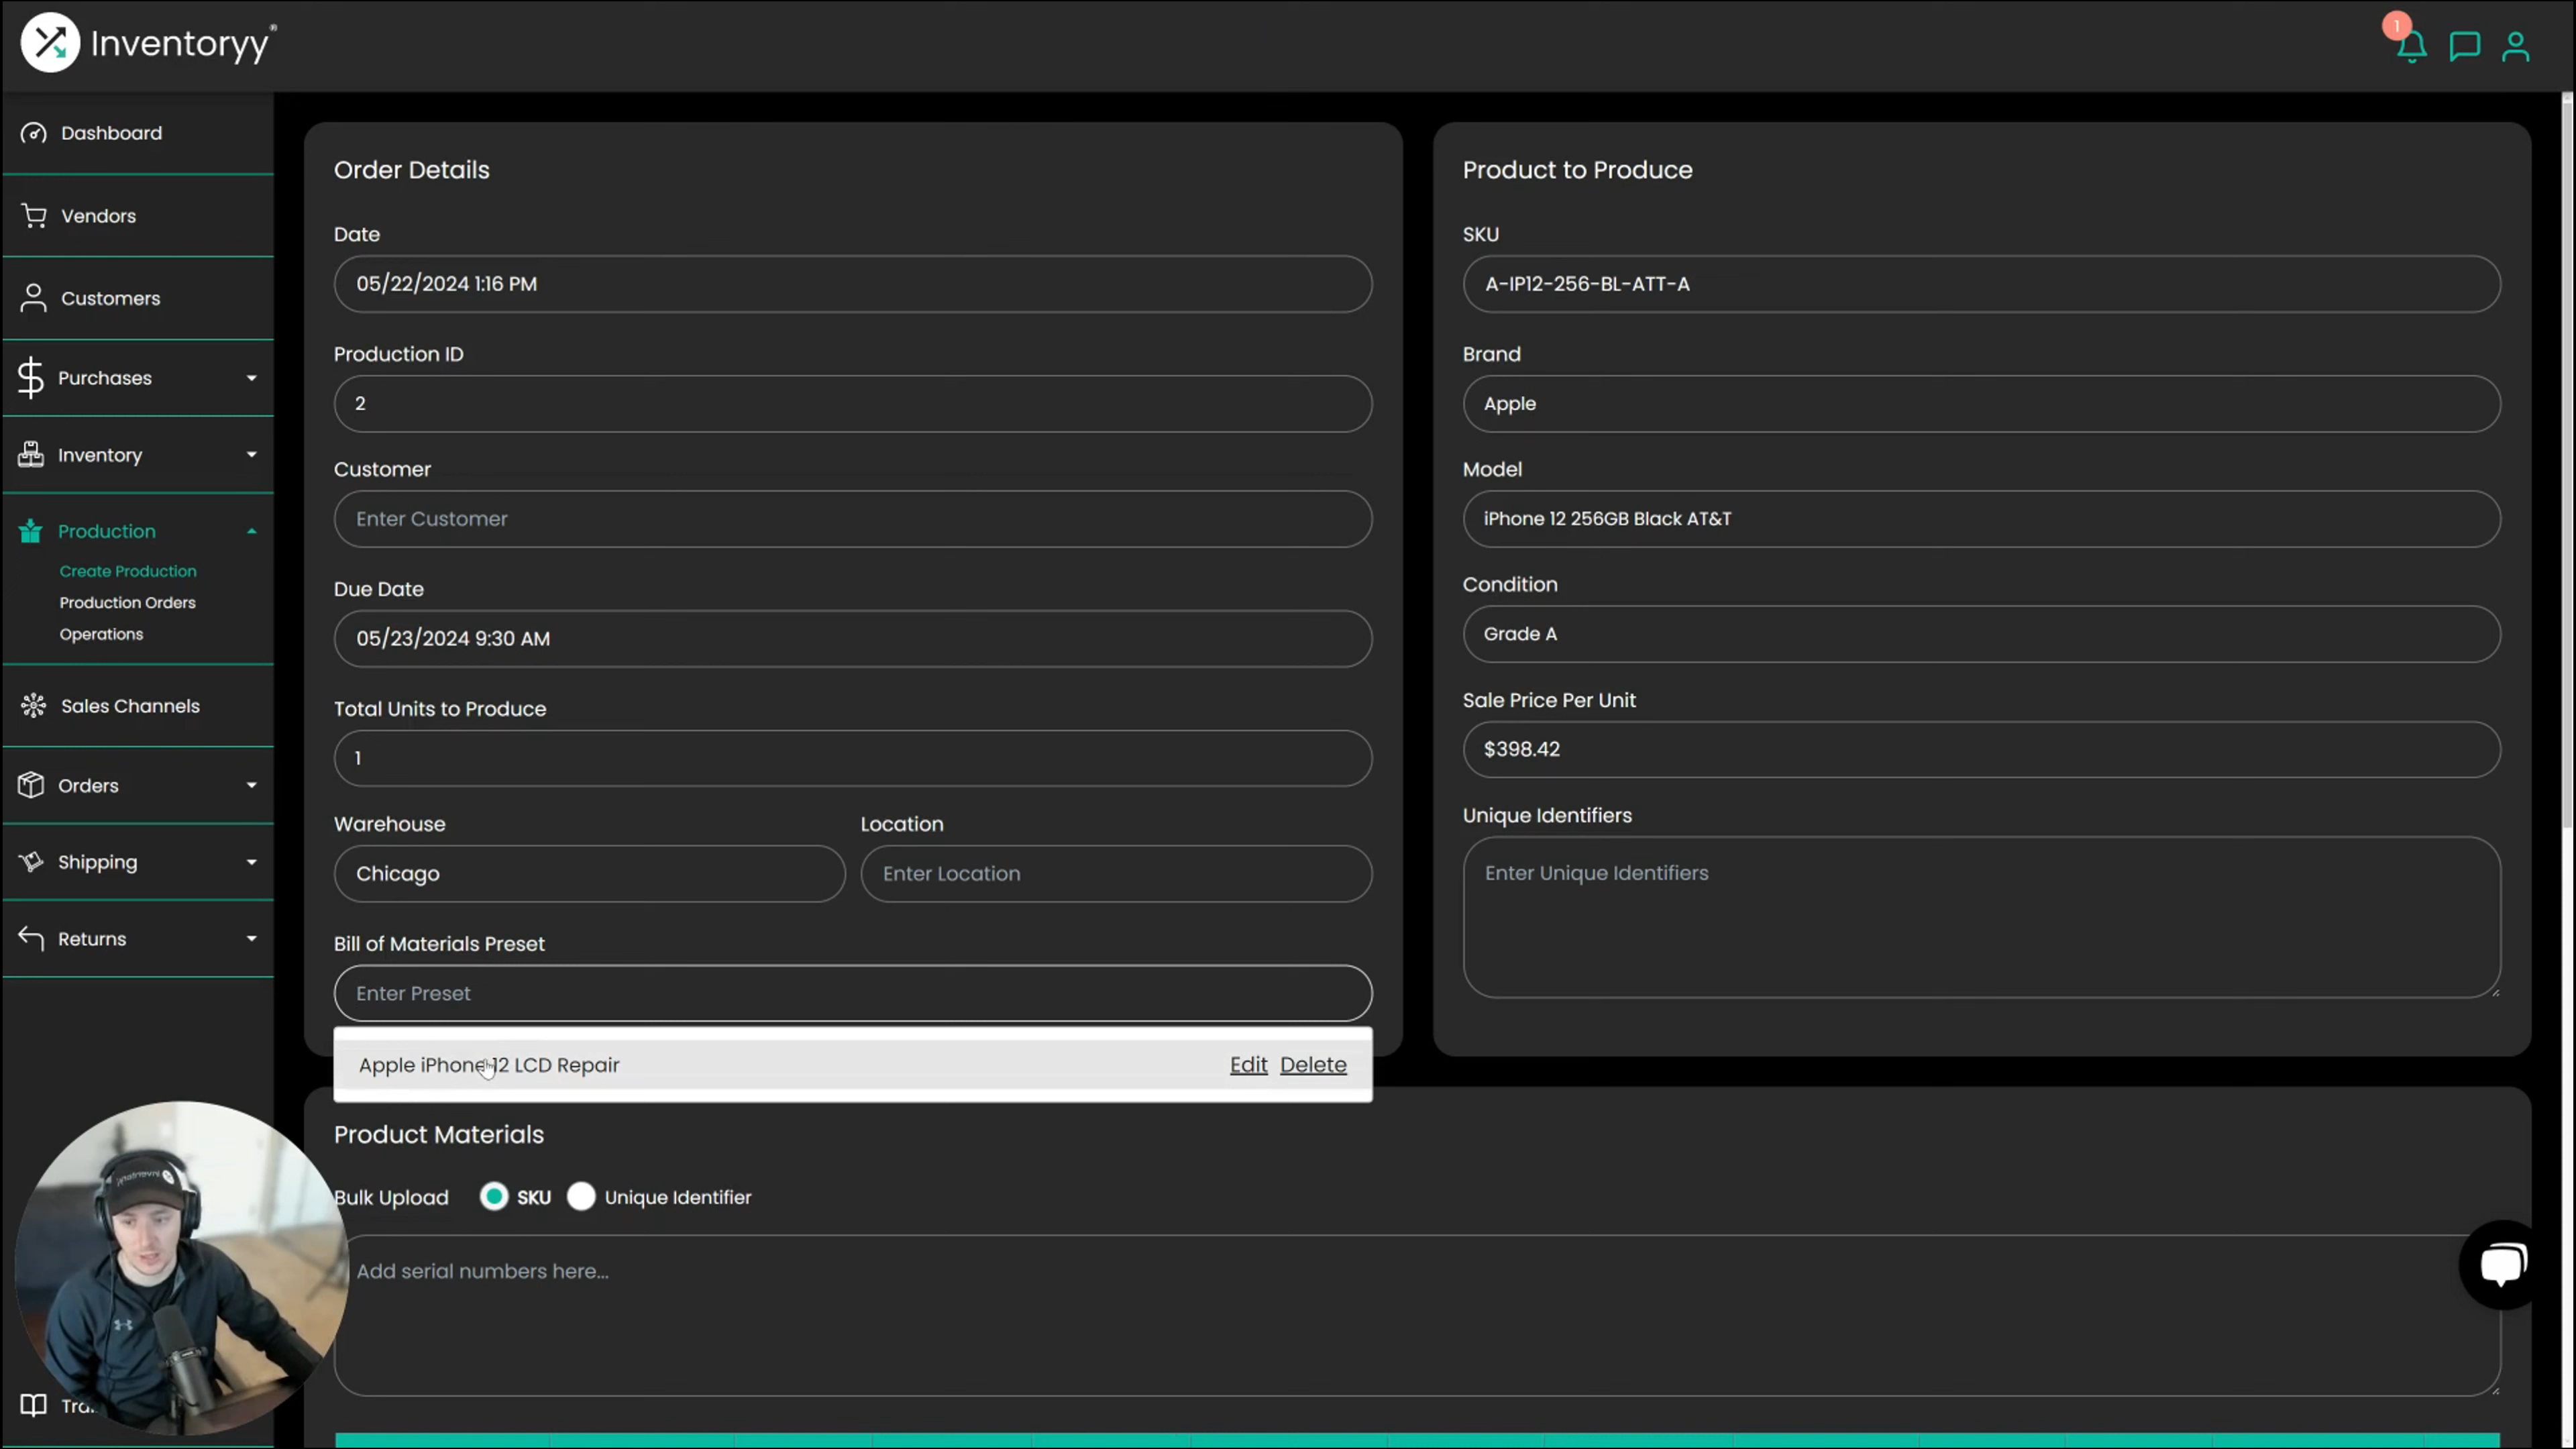 Inventoryy®
1
Dashboard
Vendors
Customers
Purchases
Inventory
Production
Create Production
Production Orders
Operations
Sales Channels
Orders
Shipping
Returns
Order Details
Date
05/22/2024 1:16 PM
Production ID
2
Customer
Enter Customer
Due Date
05/23/2024 9:30 AM
Total Units to Produce
1
Warehouse Location
Chicago Enter Location
Bill of Materials Preset
Enter Preset
Apple iPhone 12 LCD Repair Edit Delete
Product to Produce
SKU
A-IP12-256-BL-ATT-A
Brand
Apple
Model
iPhone 12 256GB Black AT&T
Condition
Grade A
Sale Price Per Unit
$398.42
Unique Identifiers
Enter Unique Identifiers
Product Materials
Bulk Upload SKU Unique Identifier
Add serial numbers here...